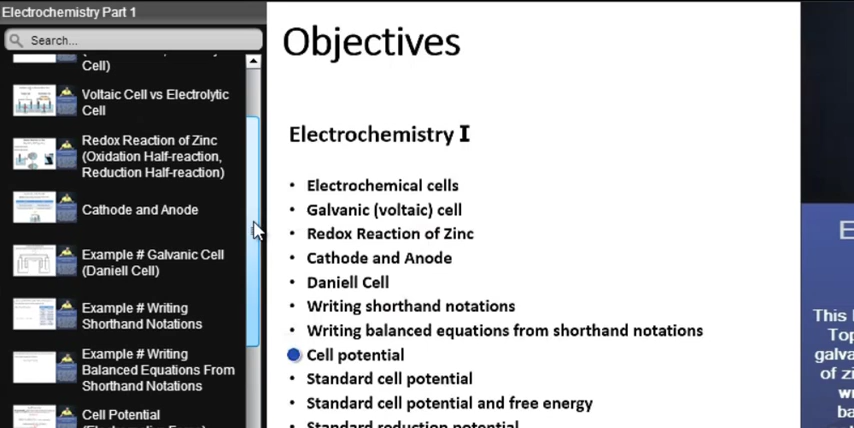 Electrochemistry Part 1
Search...
Cell)
Voltaic Cell vs Electrolytic
Cell
Redox Reaction of Zinc
(Oxidation Half-reaction,
Reduction Half-reaction)
Cathode and Anode
Example # Galvanic Cell
(Daniell Cell)
Example # Writing
Shorthand Notations
Example # Writing
Balanced Equations From
Shorthand Notations
Cell Potential
Objectives
Electrochemistry I
• Electrochemical cells
• Galvanic (voltaic) cell
• Redox Reaction of Zinc
• Cathode and Anode
• Daniell Cell
• Writing shorthand notations
• Writing balanced equations from shorthand notations
• Cell potential
• Standard cell potential
• Standard cell potential and free energy
• Standard reduction potential
E
This
Top
galva
of zi
w
ba